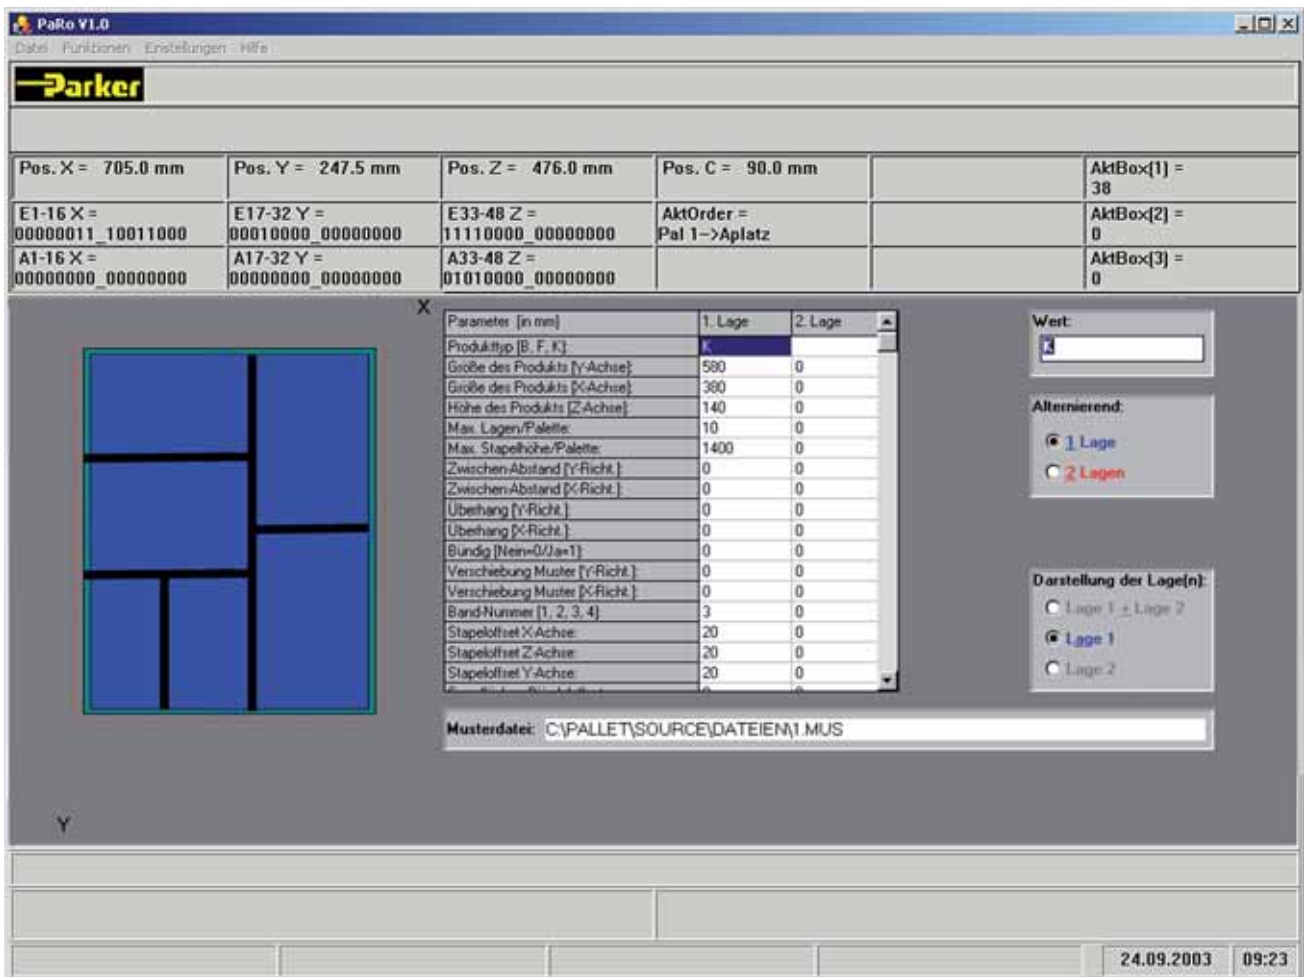 PaRo V1.0
Datei Funktionen Einstellungen Hilfe
Parker
Pos. X = 705.0 mm
Pos. Y = 247.5 mm
Pos. Z = 476.0 mm
Pos. C = 90.0 mm
AktBox[1] =
38
E1-16 X =
00000011_10011000
E17-32 Y =
00010000_00000000
E33-48 Z =
11110000_00000000
AktOrder =
Pal 1->Aplatz
AktBox[2] =
0
A1-16 X =
00000000_00000000
A17-32 Y =
00000000_00000000
A33-48 Z =
01010000_00000000
AktBox[3] =
0
X
Y
Parameter [in mm] 1. Lage 2. Lage
Produkttyp [B, F, K]: K
Größe des Produkts [Y-Achse]: 580 0
Größe des Produkts [X-Achse]: 380 0
Höhe des Produkts [Z-Achse]: 140 0
Max. Lagen/Palette: 10 0
Max. Stapelhöhe/Palette: 1400 0
Zwischen-Abstand [Y-Richt.]: 0 0
Zwischen-Abstand [X-Richt.]: 0 0
Überhang [Y-Richt.]: 0 0
Überhang [X-Richt.]: 0 0
Bündig [Nein=0/Ja=1]: 0 0
Verschiebung Muster [Y-Richt.]: 0 0
Verschiebung Muster [X-Richt.]: 0 0
Band-Nummer [1, 2, 3, 4]: 3 0
Stapeloffset X-Achse: 20 0
Stapeloffset Z-Achse: 20 0
Stapeloffset Y-Achse: 20 0
Wert:
K
Alternierend:
1 Lage
2 Lagen
Darstellung der Lage(n):
Lage 1 + Lage 2
Lage 1
Lage 2
Musterdatei: C:\PALLET\SOURCE\DATEIEN\1.MUS
24.09.2003 09:23